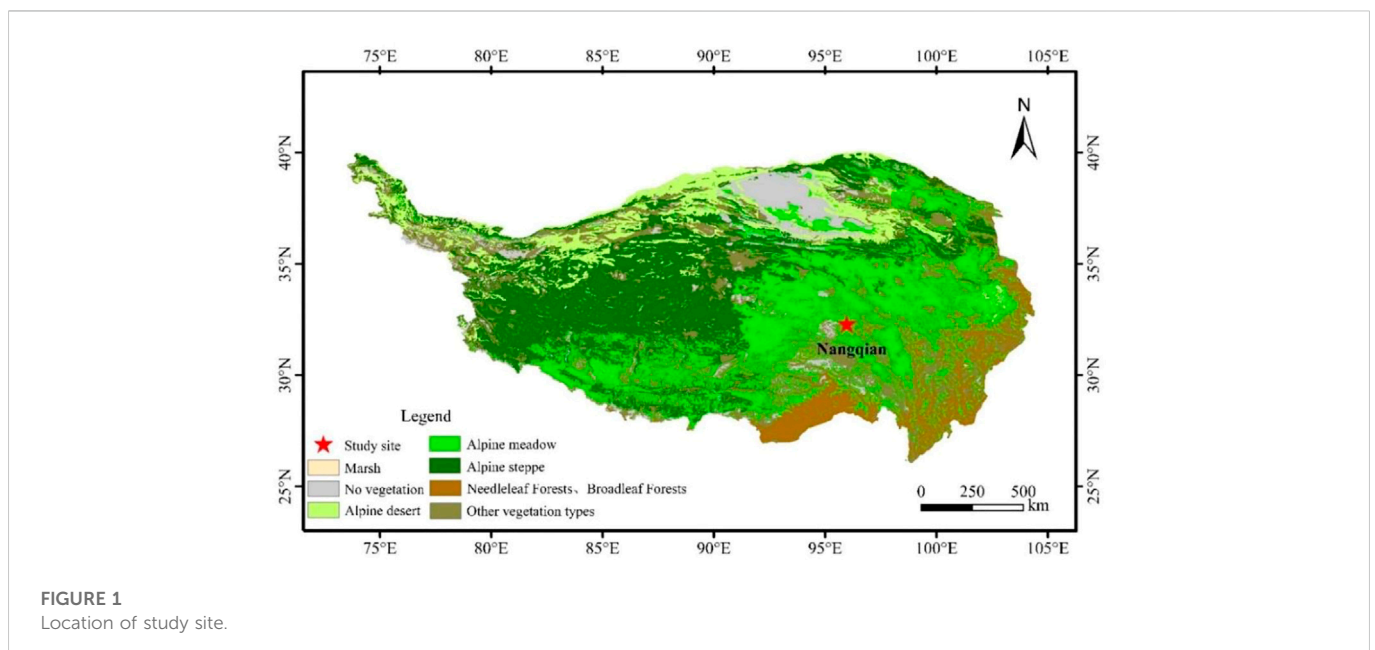 75°E 80°E 85°E 90°E 95°E 100°E 105°E
N
40°N 40°N
35°N 35°N
Nangqian
30°N 30°N
Legend
Study site Alpine meadow
Marsh Alpine steppe
No vegetation Needleleaf Forests、Broadleaf Forests
Alpine desert Other vegetation types
25°N 25°N
0 250 500
km
75°E 80°E 85°E 90°E 95°E 100°E 105°E
FIGURE 1
Location of study site.